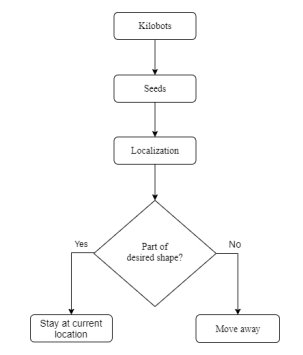 Kilobots
Seeds
Localization
Part of
desired shape?
Yes
No
Stay at current
location
Move away